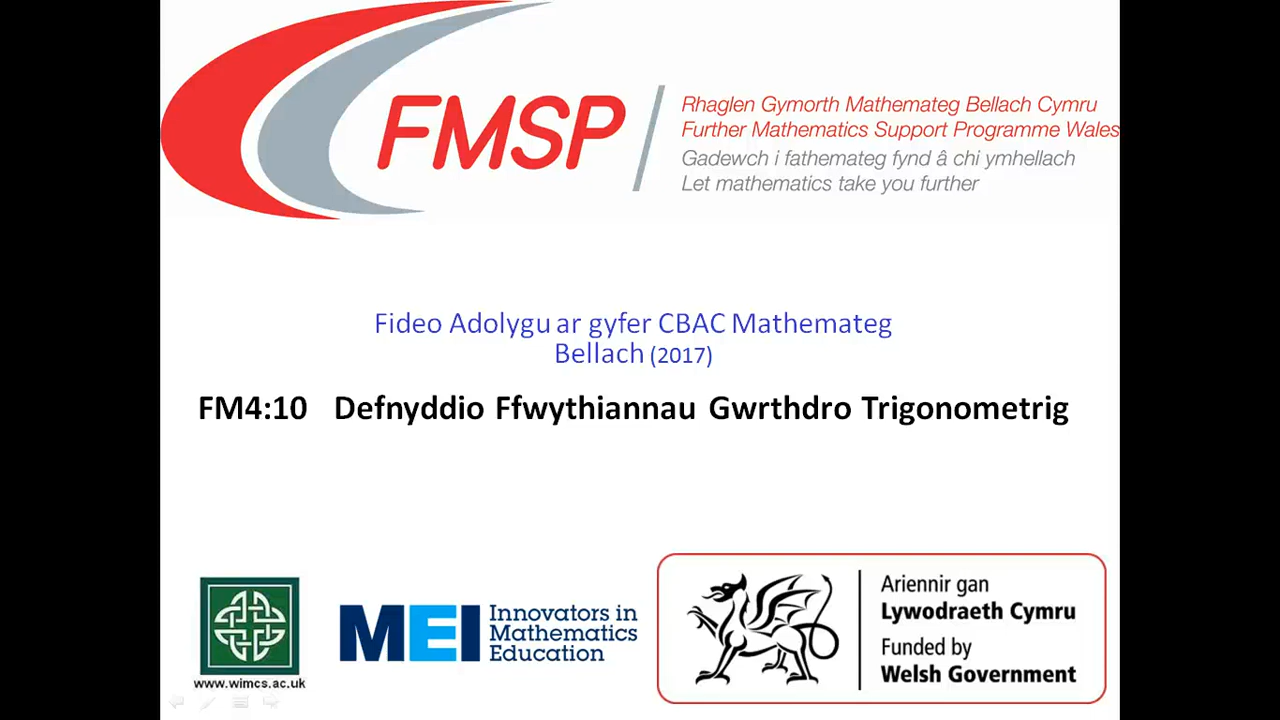 FMSP
Rhaglen Gymorth Mathemateg Bellach Cymru
Further Mathematics Support Programme Wales
Gadewch i fathemateg fynd â chi ymhellach
Let mathematics take you further
Fideo Adolygu ar gyfer CBAC Mathemateg
Bellach (2017)
FM4:10 Defnyddio Ffwythiannau Gwrthdro Trigonometrig
www.wimcs.ac.uk
MEI
Innovators in
Mathematics
Education
Ariennir gan
Lywodraeth Cymru
Funded by
Welsh Government